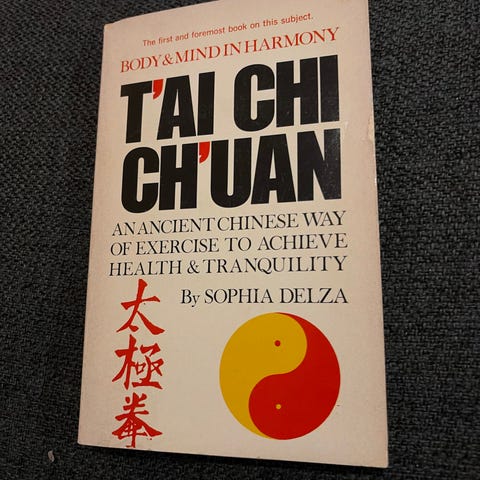 The first and foremost book on this subject.
BODY & MIND IN HARMONY
T'AI CHI
CH'UAN
AN ANCIENT CHINESE WAY
OF EXERCISE TO ACHIEVE
HEALTH & TRANQUILITY
By SOPHIA DELZA
太極拳